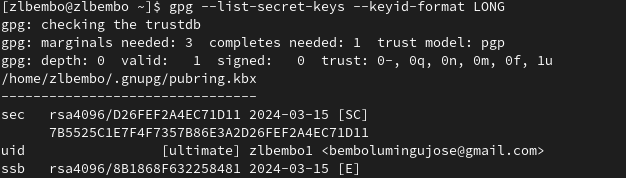 [zlbembo@zlbembo ~]$ gpg --list-secret-keys --keyid-format LONG
gpg: checking the trustdb
gpg: marginals needed: 3  completes needed: 1  trust model: pgp
gpg: depth: 0  valid:   1  signed:   0  trust: 0-, 0q, 0n, 0m, 0f, 1u
/home/zlbembo/.gnupg/pubring.kbx
--------------------------------
sec   rsa4096/D26FEF2A4EC71D11 2024-03-15 [SC]
      7B5525C1E7F4F7357B86E3A2D26FEF2A4EC71D11
uid                 [ultimate] zlbembo1 <bembolumingujose@gmail.com>
ssb   rsa4096/8B1868F632258481 2024-03-15 [E]